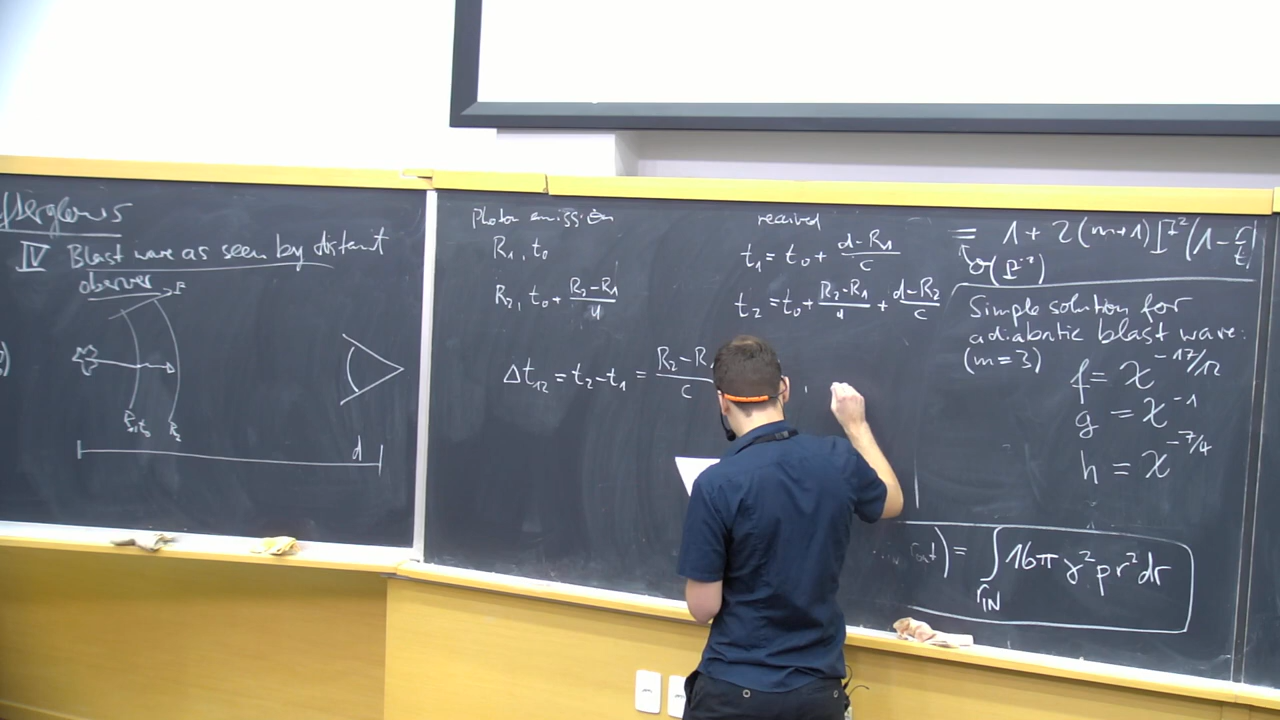 fterglows
IV Blast wave as seen by distant
observer
Γ
R₁,t₀
R₂
d
Photon emission
R₁, t₀
R₂, t₀ + (R₂-R₁)/u
Δt₁₂ = t₂-t₁ = (R₂-R₁)/c
received
t₁ = t₀ + (d-R₁)/c
t₂ = t₀ + (R₂-R₁)/u + (d-R₂)/c
= 1 + 2(m+1)Γ²(1-r/t)
O(Γ⁻²)
Simple solution for
adiabatic blast wave:
(m=3)
f = χ^(-17/12)
g = χ⁻¹
h = χ^(-7/4)
out) = ∫_(r_IN) 16π γ² p r² dr